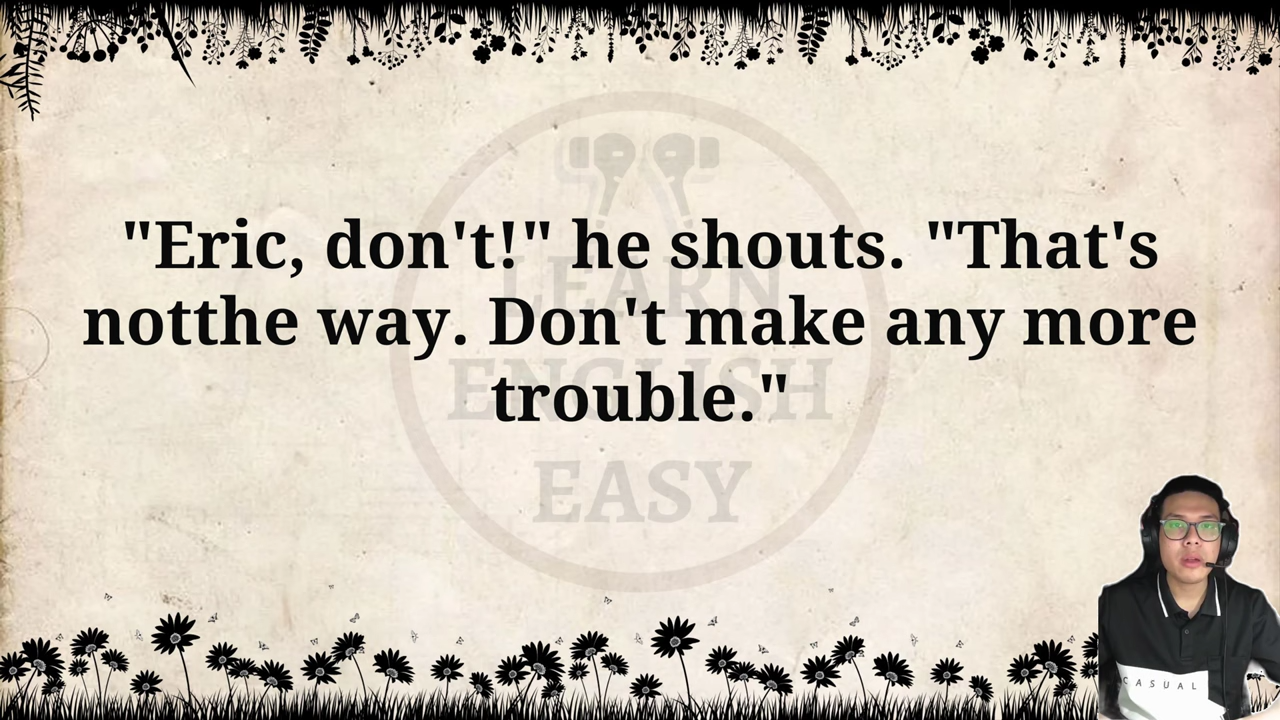 "Eric, don't!" he shouts. "That's
notthe way. Don't make any more
trouble."
LEARN
ENGLISH
EASY
CASUAL